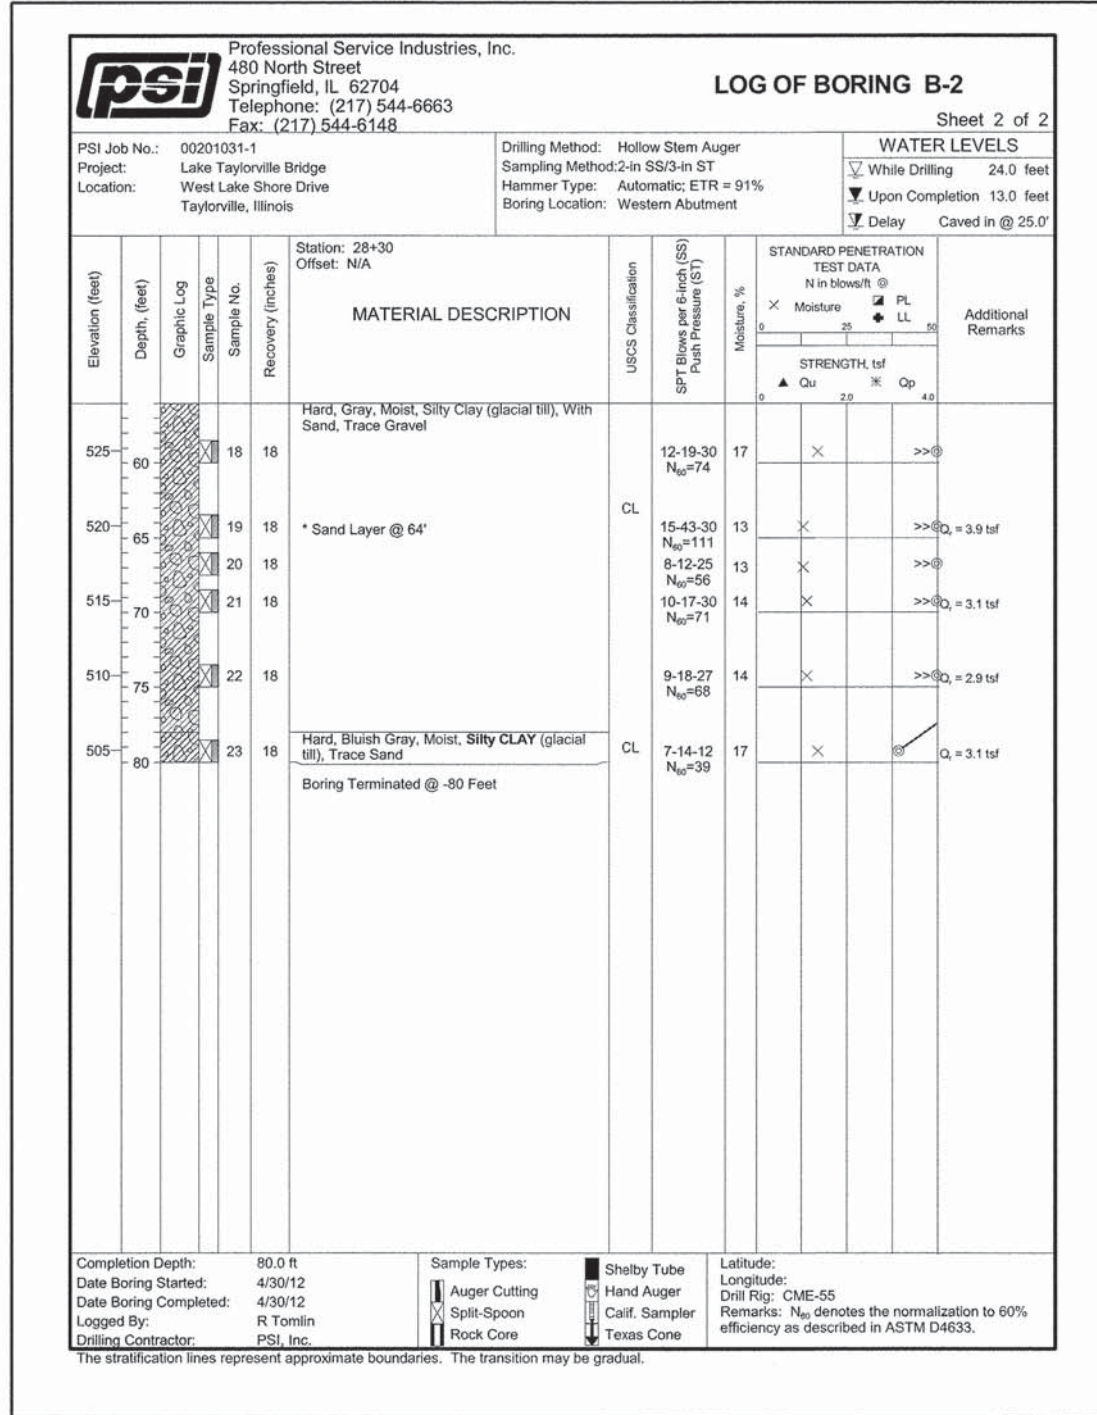 psi
Professional Service Industries, Inc.
480 North Street
Springfield, IL 62704
Telephone: (217) 544-6663
Fax: (217) 544-6148
LOG OF BORING B-2
Sheet 2 of 2
PSI Job No.: 00201031-1
Project: Lake Taylorville Bridge
Location: West Lake Shore Drive
Taylorville, Illinois
Drilling Method: Hollow Stem Auger
Sampling Method:2-in SS/3-in ST
Hammer Type: Automatic; ETR = 91%
Boring Location: Western Abutment
WATER LEVELS
While Drilling 24.0 feet
Upon Completion 13.0 feet
Delay Caved in @ 25.0'
Elevation (feet)
Depth, (feet)
Graphic Log
Sample Type
Sample No.
Recovery (inches)
Station: 28+30
Offset: N/A
MATERIAL DESCRIPTION
USCS Classification
SPT Blows per 6-inch (SS)
Push Pressure (ST)
Moisture, %
STANDARD PENETRATION
TEST DATA
N in blows/ft
Moisture
PL
LL
0 25 50
STRENGTH, tsf
Qu Qp
0 2.0 4.0
Additional
Remarks
Hard, Gray, Moist, Silty Clay (glacial till), With
Sand, Trace Gravel
525 18 18 12-19-30 17 >>
60 N60=74
CL
520 19 18 * Sand Layer @ 64' 15-43-30 13 >> Qr = 3.9 tsf
65 N60=111
20 18 8-12-25 13 >>
N60=56
515 21 18 10-17-30 14 >> Qr = 3.1 tsf
70 N60=71
510 22 18 9-18-27 14 >> Qr = 2.9 tsf
75 N60=68
Hard, Bluish Gray, Moist, Silty CLAY (glacial
till), Trace Sand
505 23 18 CL 7-14-12 17 Qr = 3.1 tsf
80 N60=39
Boring Terminated @ -80 Feet
Completion Depth: 80.0 ft
Date Boring Started: 4/30/12
Date Boring Completed: 4/30/12
Logged By: R Tomlin
Drilling Contractor: PSI, Inc.
Sample Types:
Auger Cutting
Split-Spoon
Rock Core
Shelby Tube
Hand Auger
Calif. Sampler
Texas Cone
Latitude:
Longitude:
Drill Rig: CME-55
Remarks: N60 denotes the normalization to 60%
efficiency as described in ASTM D4633.
The stratification lines represent approximate boundaries. The transition may be gradual.